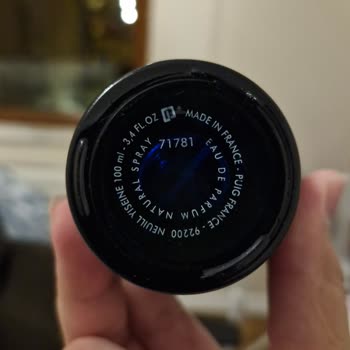 MADE IN FRANCE · PUIG FRANCE · 92200 NEUILLY/SEINE 100 ml - 3,4 FL OZ
EAU DE PARFUM NATURAL SPRAY
71781